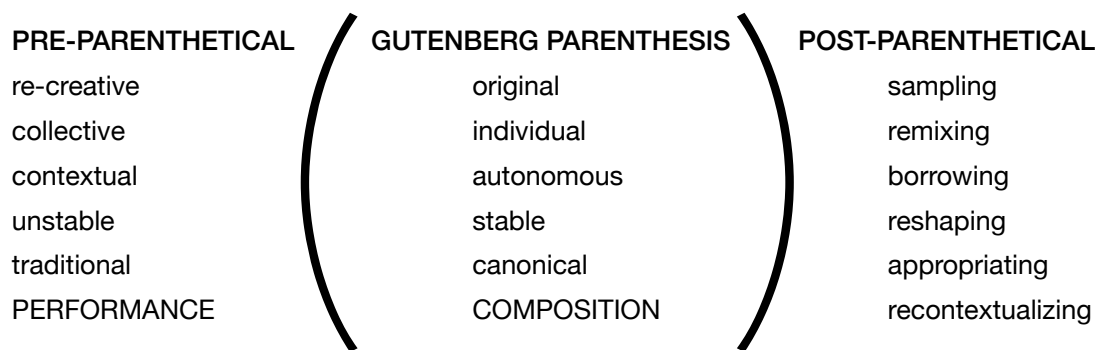 PRE-PARENTHETICAL GUTENBERG PARENTHESIS POST-PARENTHETICAL
re-creative original sampling
collective individual remixing
contextual autonomous borrowing
unstable stable reshaping
traditional canonical appropriating
PERFORMANCE COMPOSITION recontextualizing